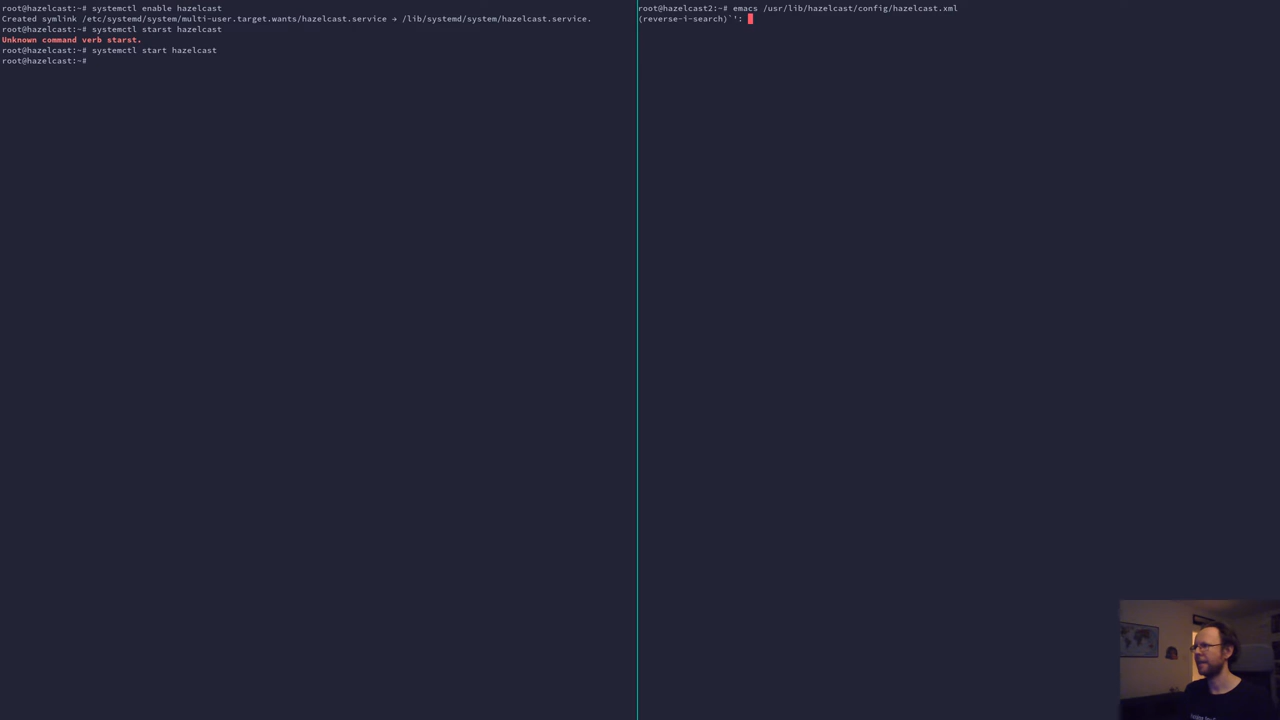 root@hazelcast:~# systemctl enable hazelcast
Created symlink /etc/systemd/system/multi-user.target.wants/hazelcast.service → /lib/systemd/system/hazelcast.service.
root@hazelcast:~# systemctl starst hazelcast
Unknown command verb starst.
root@hazelcast:~# systemctl start hazelcast
root@hazelcast:~#
root@hazelcast2:~# emacs /usr/lib/hazelcast/config/hazelcast.xml
(reverse-i-search)`':